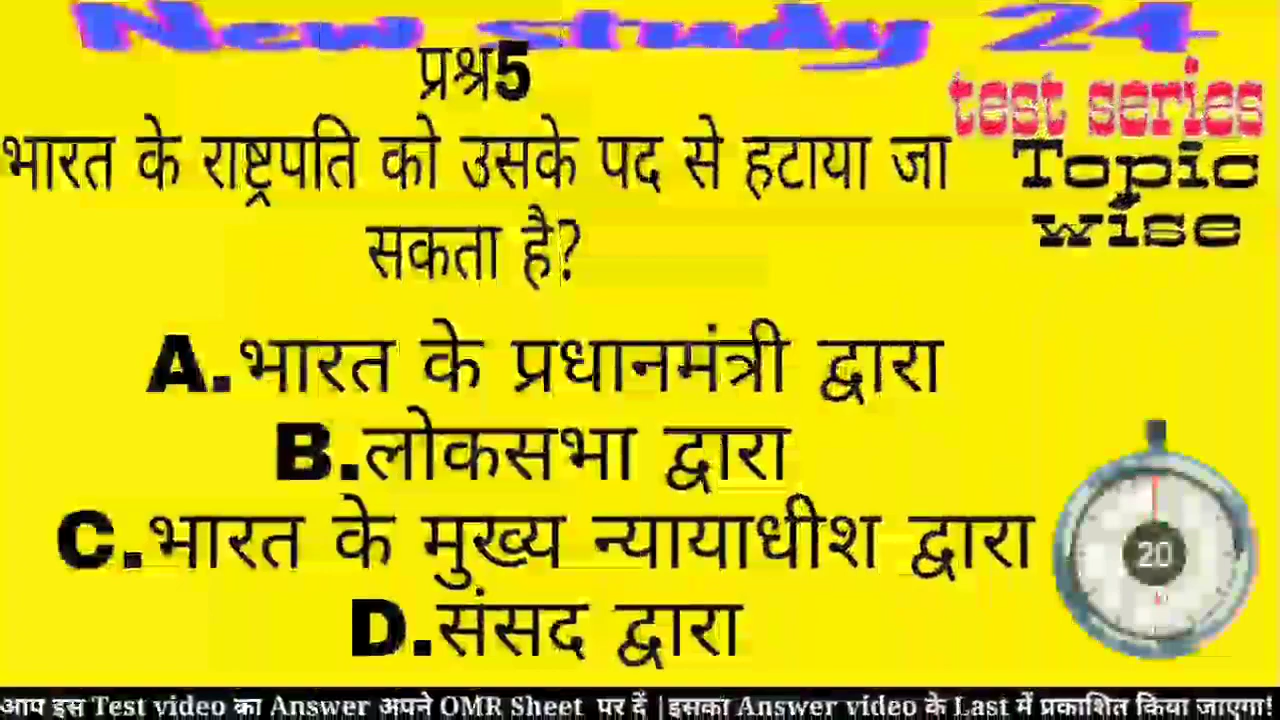 New study 24
test series
Topic
wise
प्रश्न5
भारत के राष्ट्रपति को उसके पद से हटाया जा
सकता है?
A.भारत के प्रधानमंत्री द्वारा
B.लोकसभा द्वारा
C.भारत के मुख्य न्यायाधीश द्वारा
D.संसद द्वारा
20
आप इस Test video का Answer अपने OMR Sheet पर दें |इसका Answer video के Last में प्रकाशित किया जाएगा!